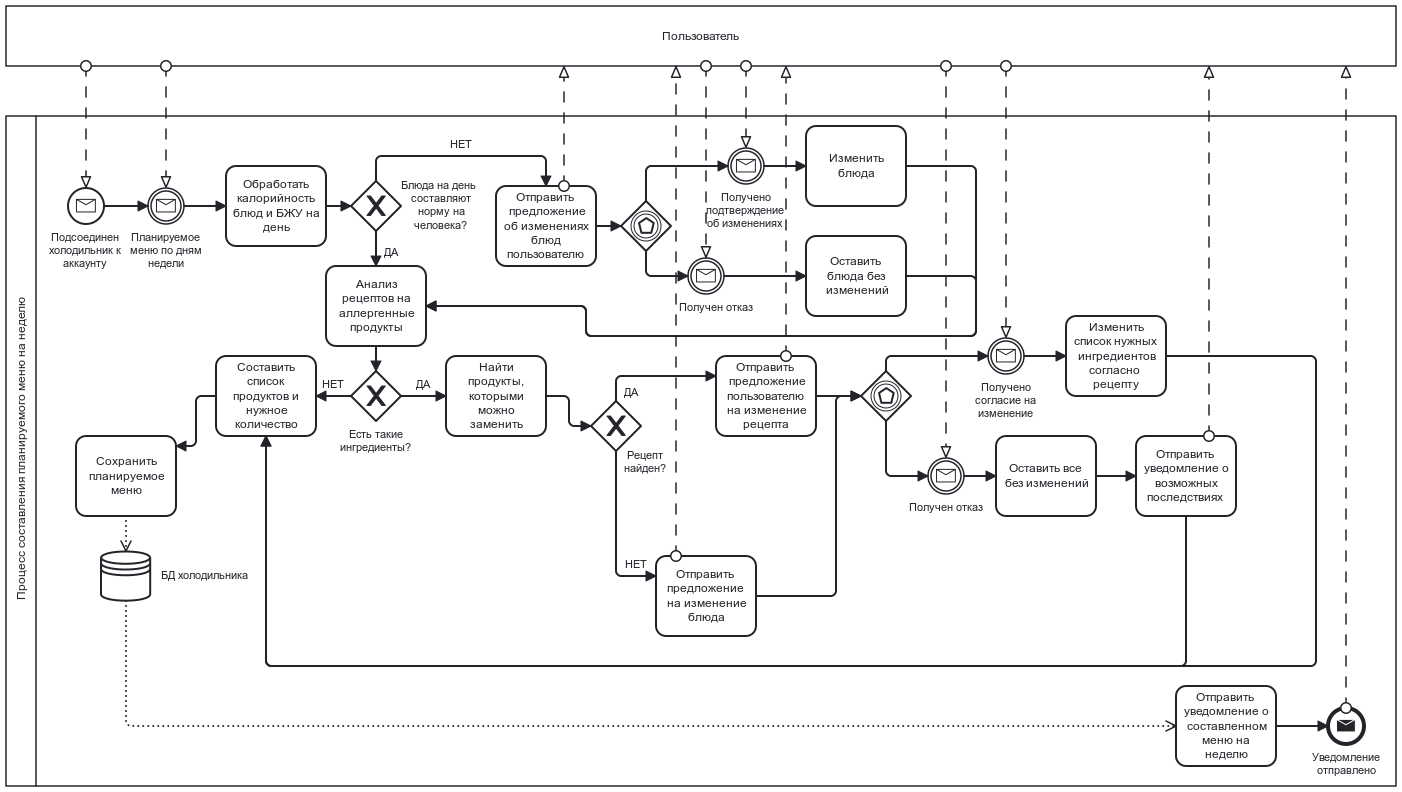 Пользователь
Процесс составления планируемого меню на неделю
Подсоединен
холодильник к
аккаунту
Планируемое
меню по дням
недели
Обработать
калорийность
блюд и БЖУ на
день
НЕТ
Блюда на день
составляют
норму на
человека?
ДА
Отправить
предложение
об изменениях
блюд
пользователю
Получено
подтверждение
об изменениях
Изменить
блюда
Получен отказ
Оставить
блюда без
изменений
Анализ
рецептов на
аллергенные
продукты
Составить
список
продуктов и
нужное
количество
НЕТ
ДА
Есть такие
ингредиенты?
Найти
продукты,
которыми
можно
заменить
ДА
Рецепт
найден?
НЕТ
Отправить
предложение
пользователю
на изменение
рецепта
Получено
согласие на
изменение
Изменить
список нужных
ингредиентов
согласно
рецепту
Получен отказ
Оставить все
без изменений
Отправить
уведомление о
возможных
последствиях
Сохранить
планируемое
меню
БД холодильника
Отправить
предложение
на изменение
блюда
Отправить
уведомление о
составленном
меню на
неделю
Уведомление
отправлено